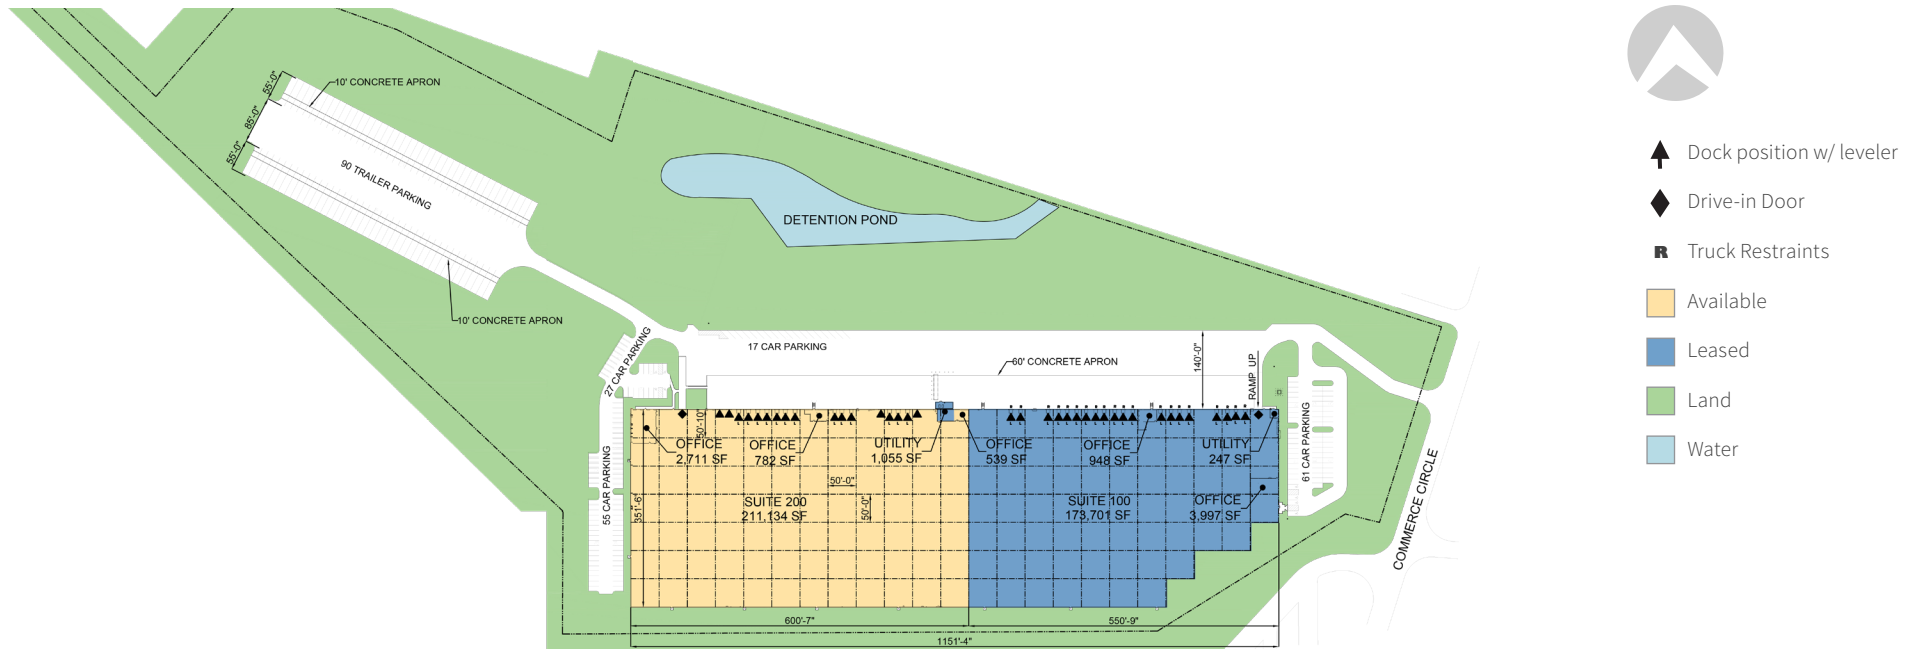 10' CONCRETE APRON
55'-0"
85'-0"
55'-0"
90 TRAILER PARKING
10' CONCRETE APRON
DETENTION POND
27 CAR PARKING
17 CAR PARKING
60' CONCRETE APRON
140'-0"
RAMP UP
55 CAR PARKING
61 CAR PARKING
COMMERCE CIRCLE
OFFICE
2,711 SF
50'-10"
OFFICE
782 SF
UTILITY
1,055 SF
OFFICE
539 SF
OFFICE
948 SF
UTILITY
247 SF
351'-6"
SUITE 200
211,134 SF
50'-0"
50'-0"
SUITE 100
173,701 SF
OFFICE
3,997 SF
600'-7"
550'-9"
1151'-4"
Dock position w/ leveler
Drive-in Door
R Truck Restraints
Available
Leased
Land
Water